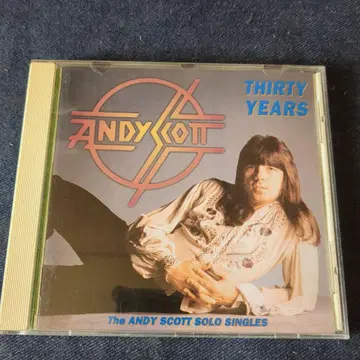 THIRTY
YEARS
ANDY SCOTT
The ANDY SCOTT SOLO SINGLES